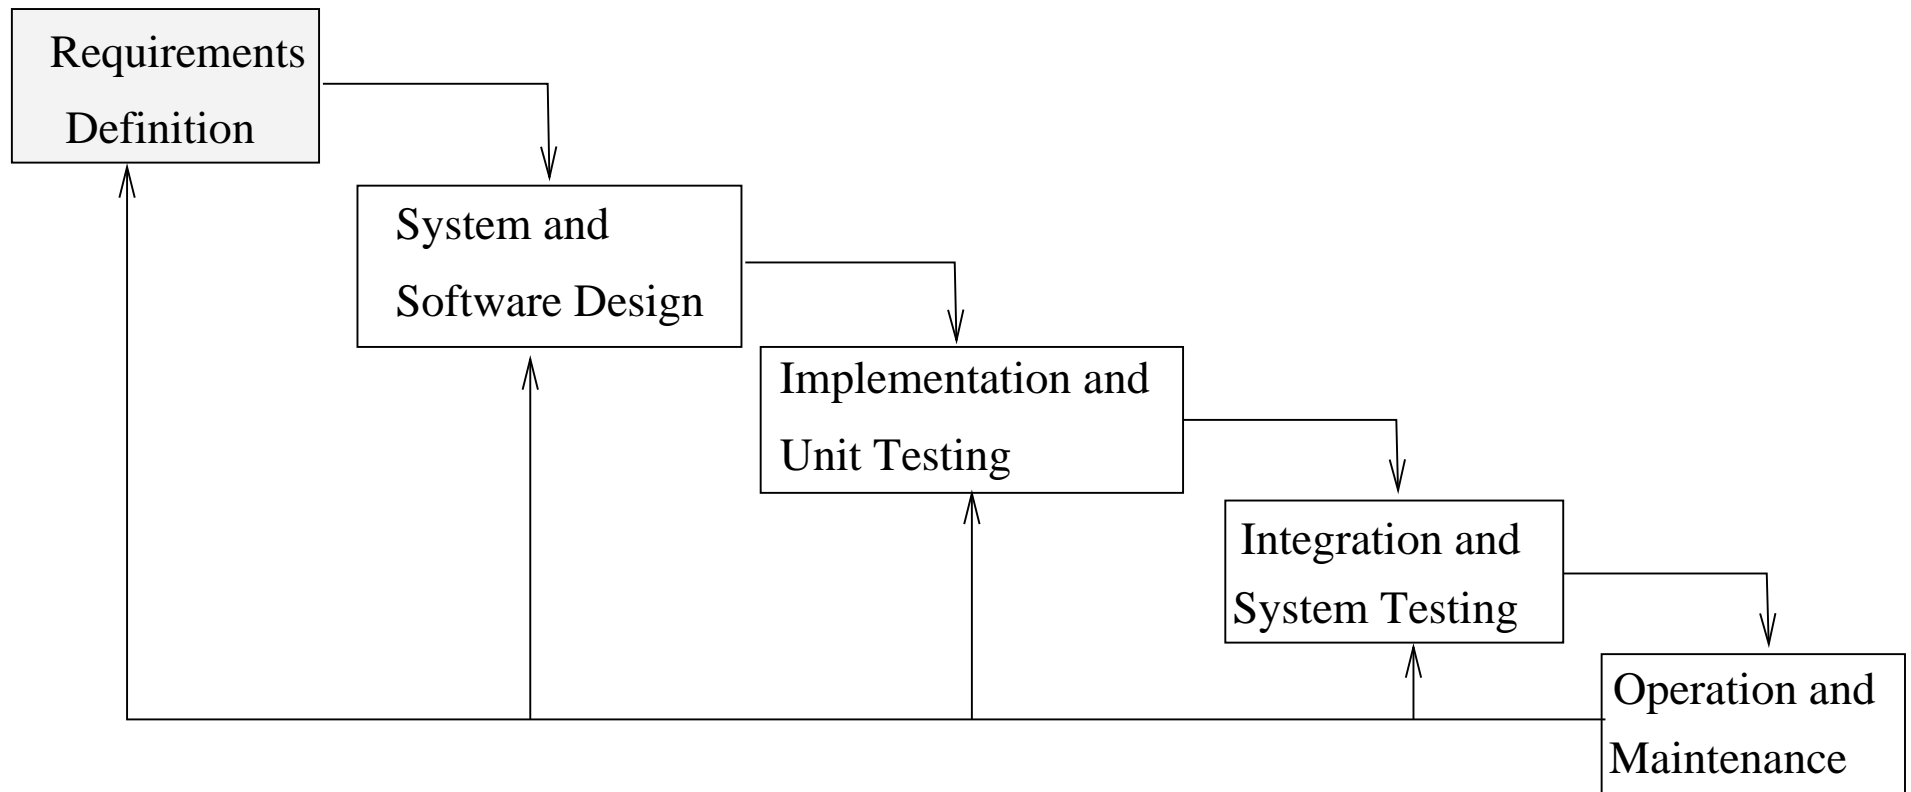 Requirements
Definition
System and
Software Design
Implementation and
Unit Testing
Integration and
System Testing
Operation and
Maintenance